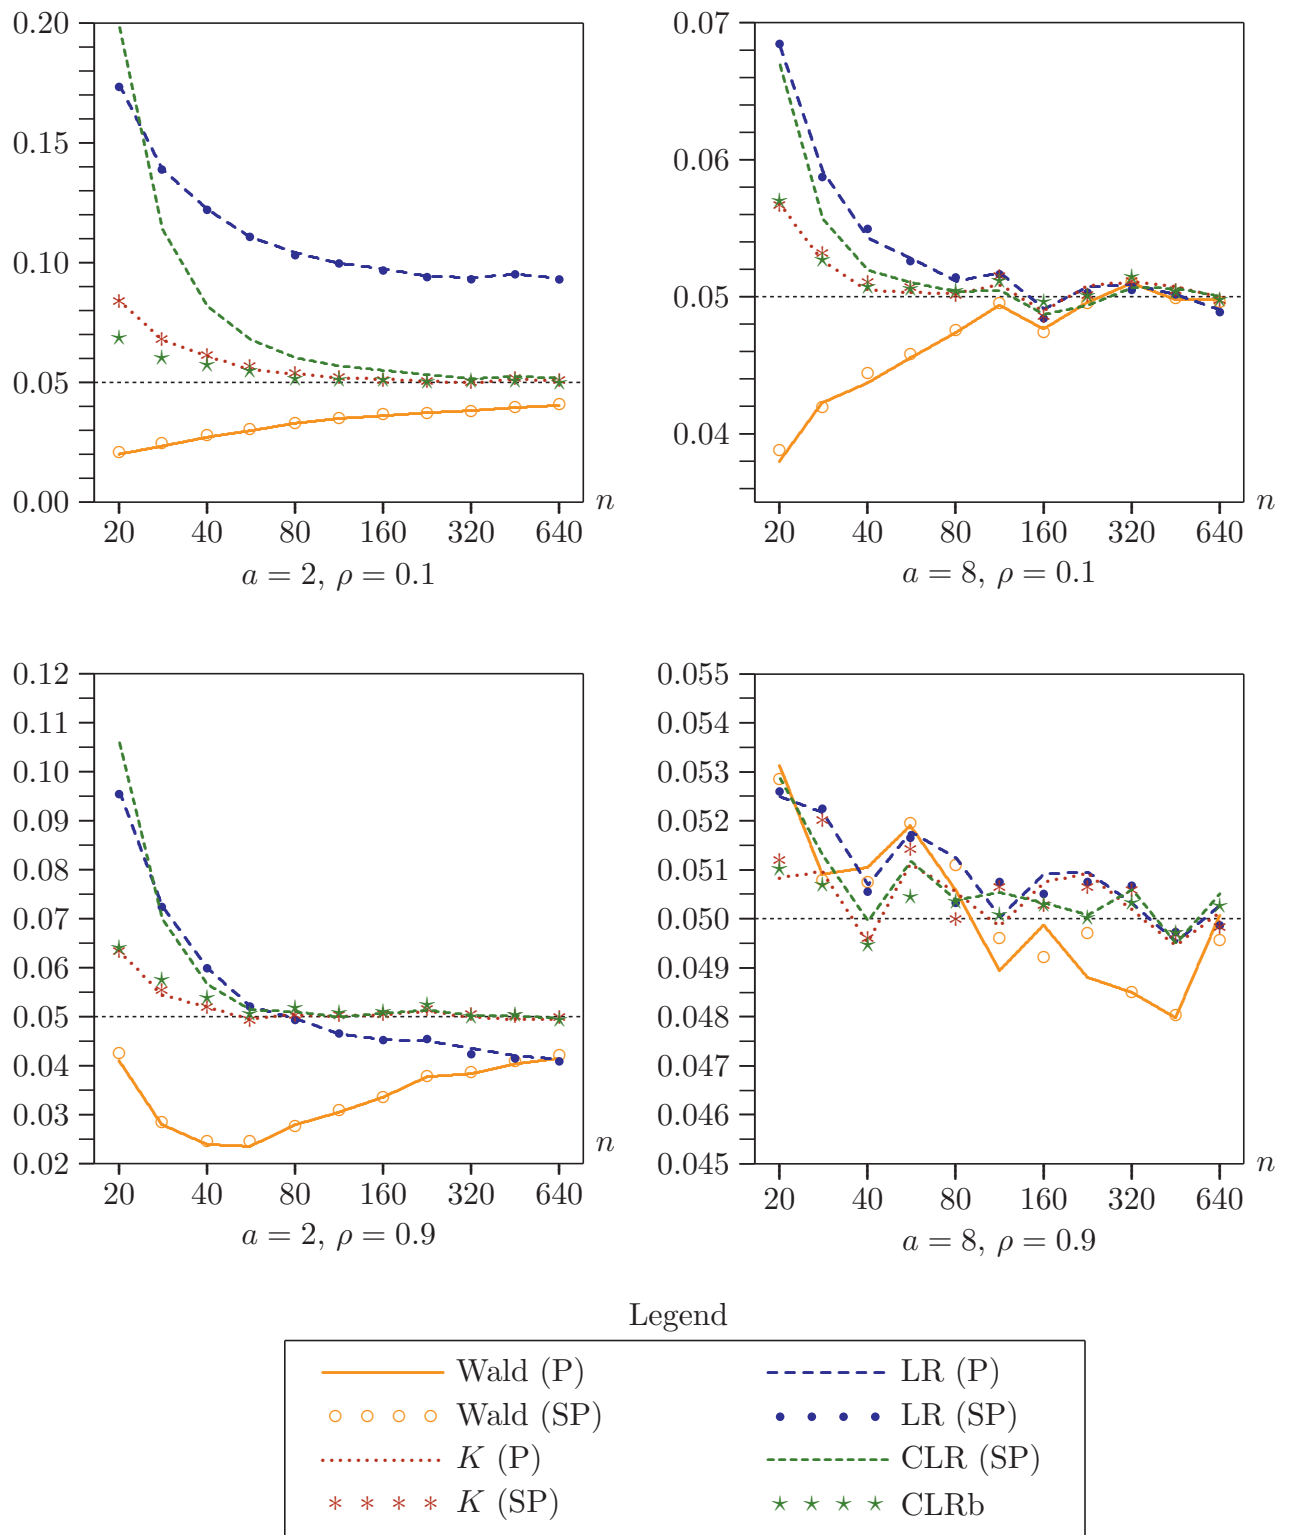 0.20
0.15
0.10
0.05
0.00
20 40 80 160 320 640
n
a = 2, ρ = 0.1
0.07
0.06
0.05
0.04
20 40 80 160 320 640
n
a = 8, ρ = 0.1
0.12
0.11
0.10
0.09
0.08
0.07
0.06
0.05
0.04
0.03
0.02
20 40 80 160 320 640
n
a = 2, ρ = 0.9
0.055
0.054
0.053
0.052
0.051
0.050
0.049
0.048
0.047
0.046
0.045
20 40 80 160 320 640
n
a = 8, ρ = 0.9
Legend
Wald (P)
Wald (SP)
K (P)
K (SP)
LR (P)
LR (SP)
CLR (SP)
CLRb